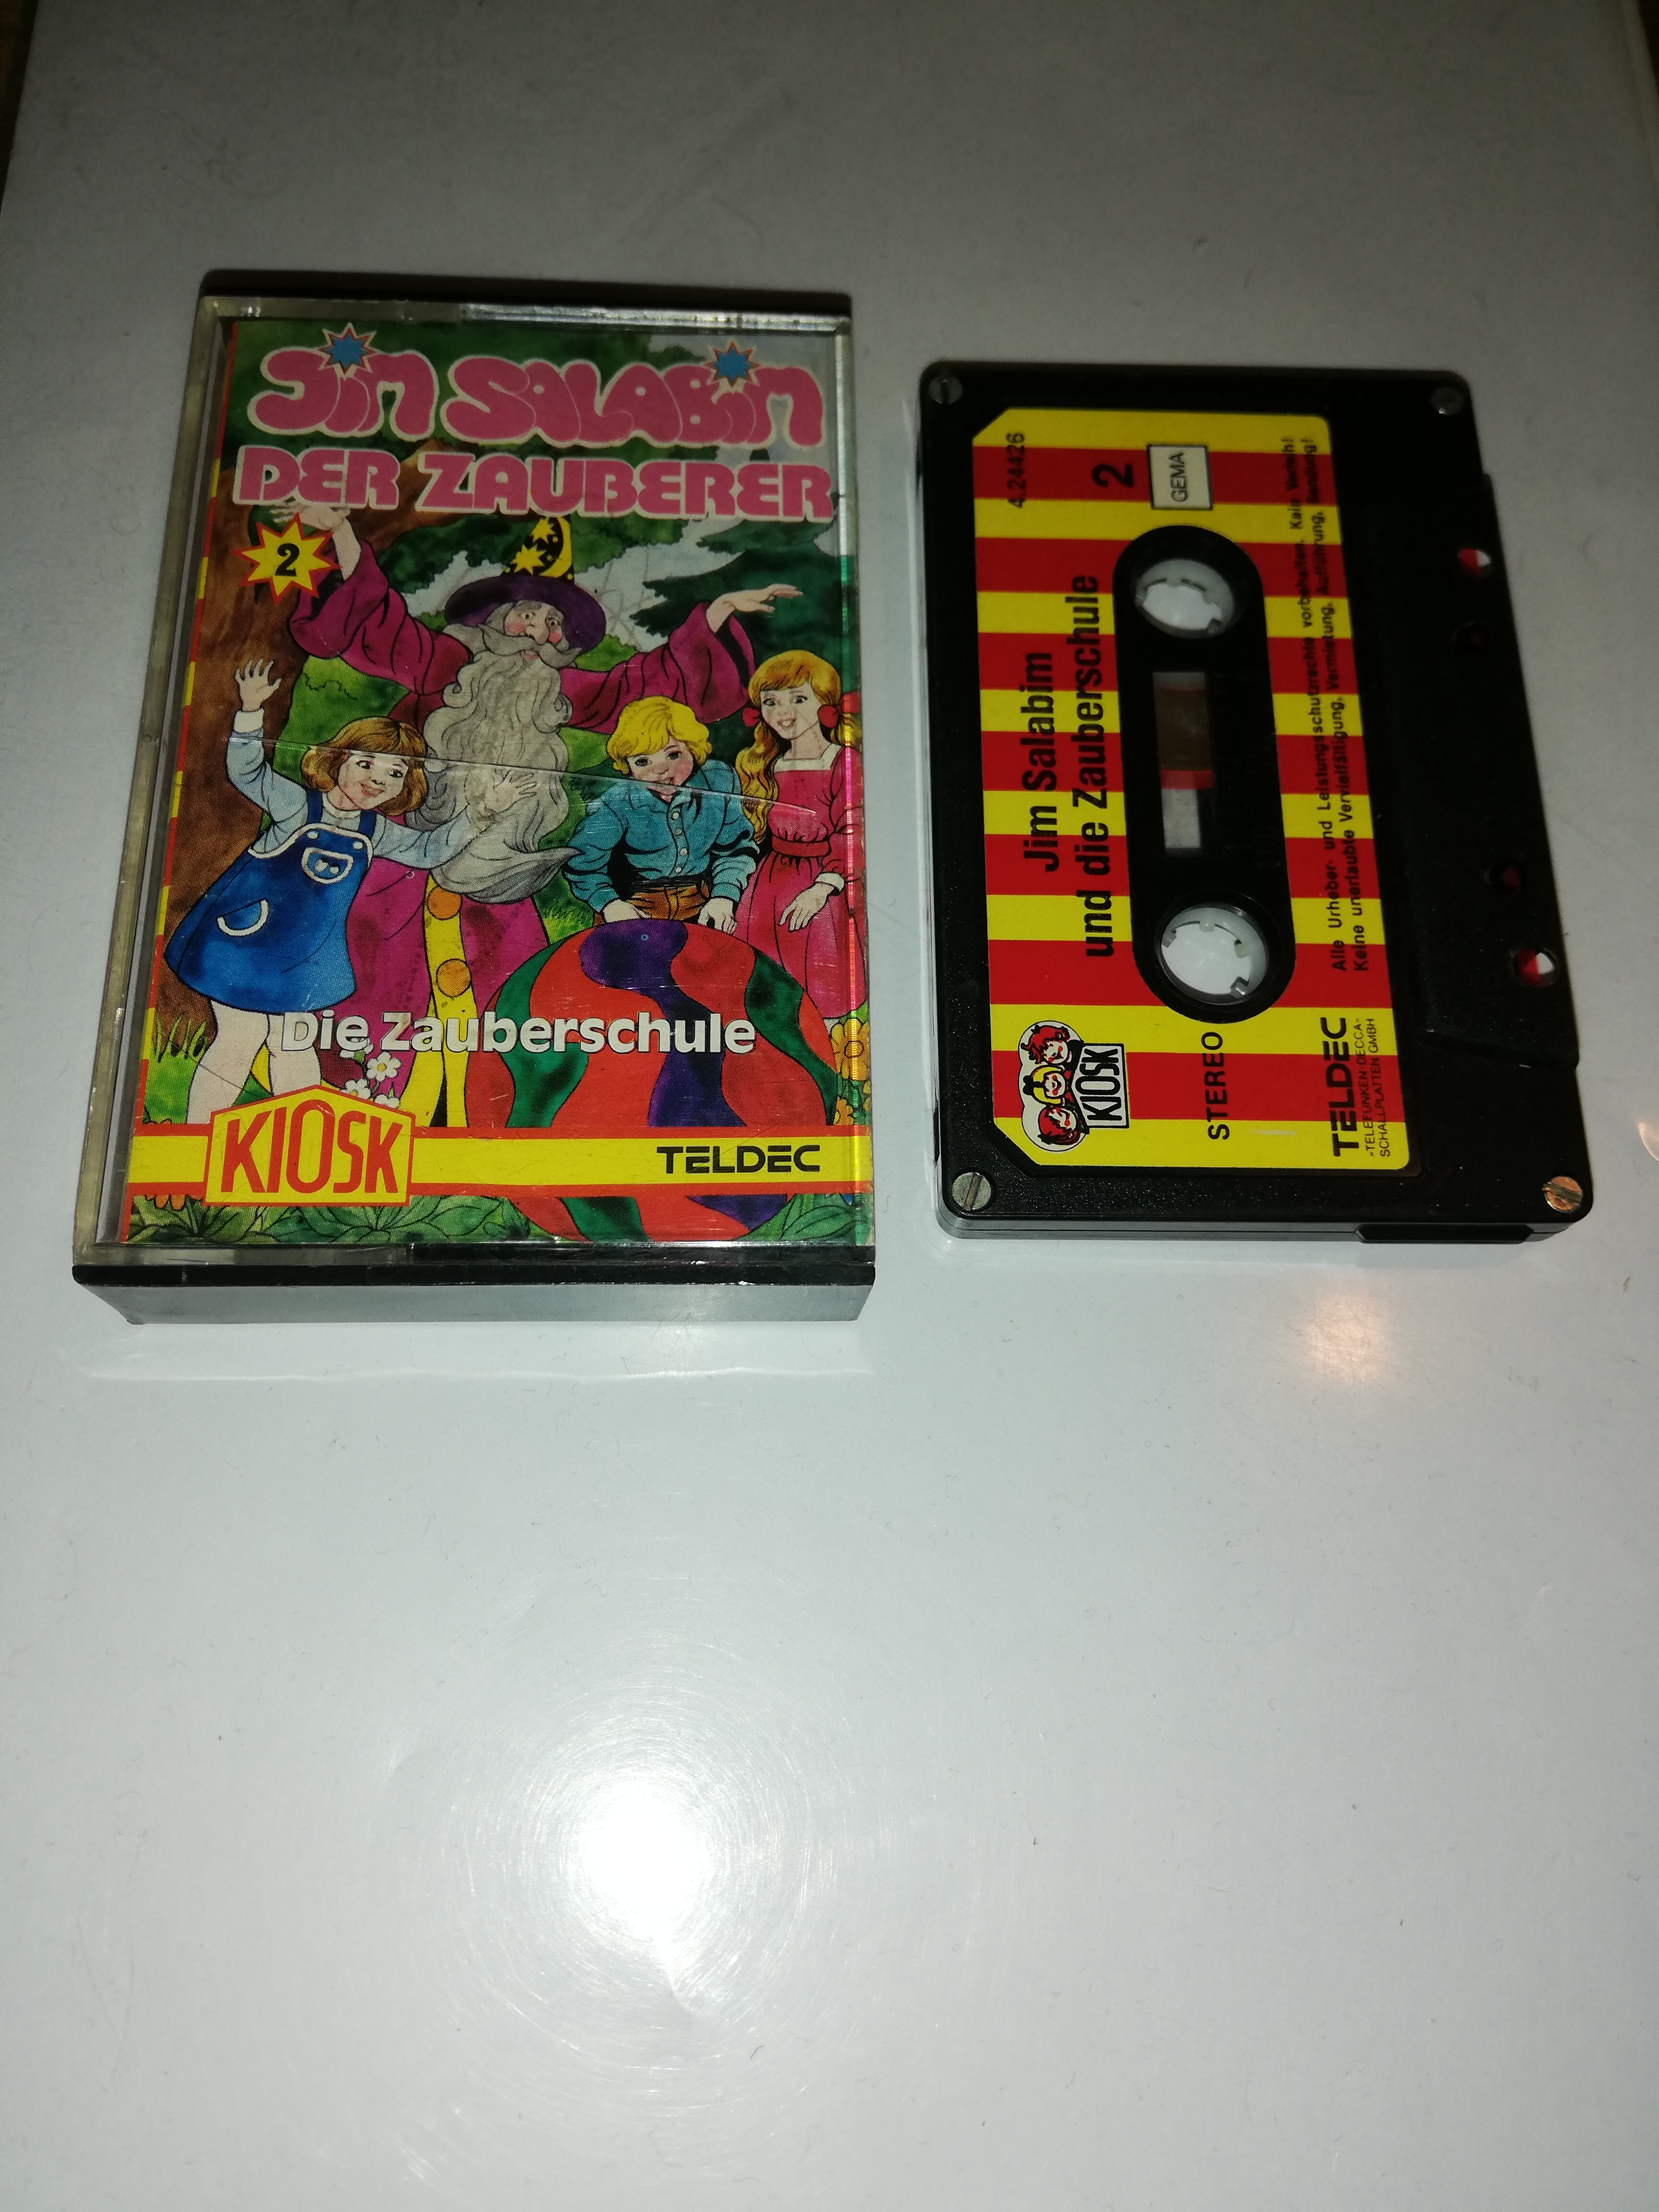 Jim Salabim
DER ZAUBERER
2
Die Zauberschule
KIOSK
TELDEC
4.24426
2
GEMA
Jim Salabim
und die Zauberschule
KIOSK
STEREO
Alle Urheber- und Leistungsschutzrechte vorbehalten. Kein Verleih!
Keine unerlaubte Vervielfältigung, Vermietung, Aufführung, Sendung!
TELDEC
»TELEFUNKEN-DECCA«
SCHALLPLATTEN GMBH